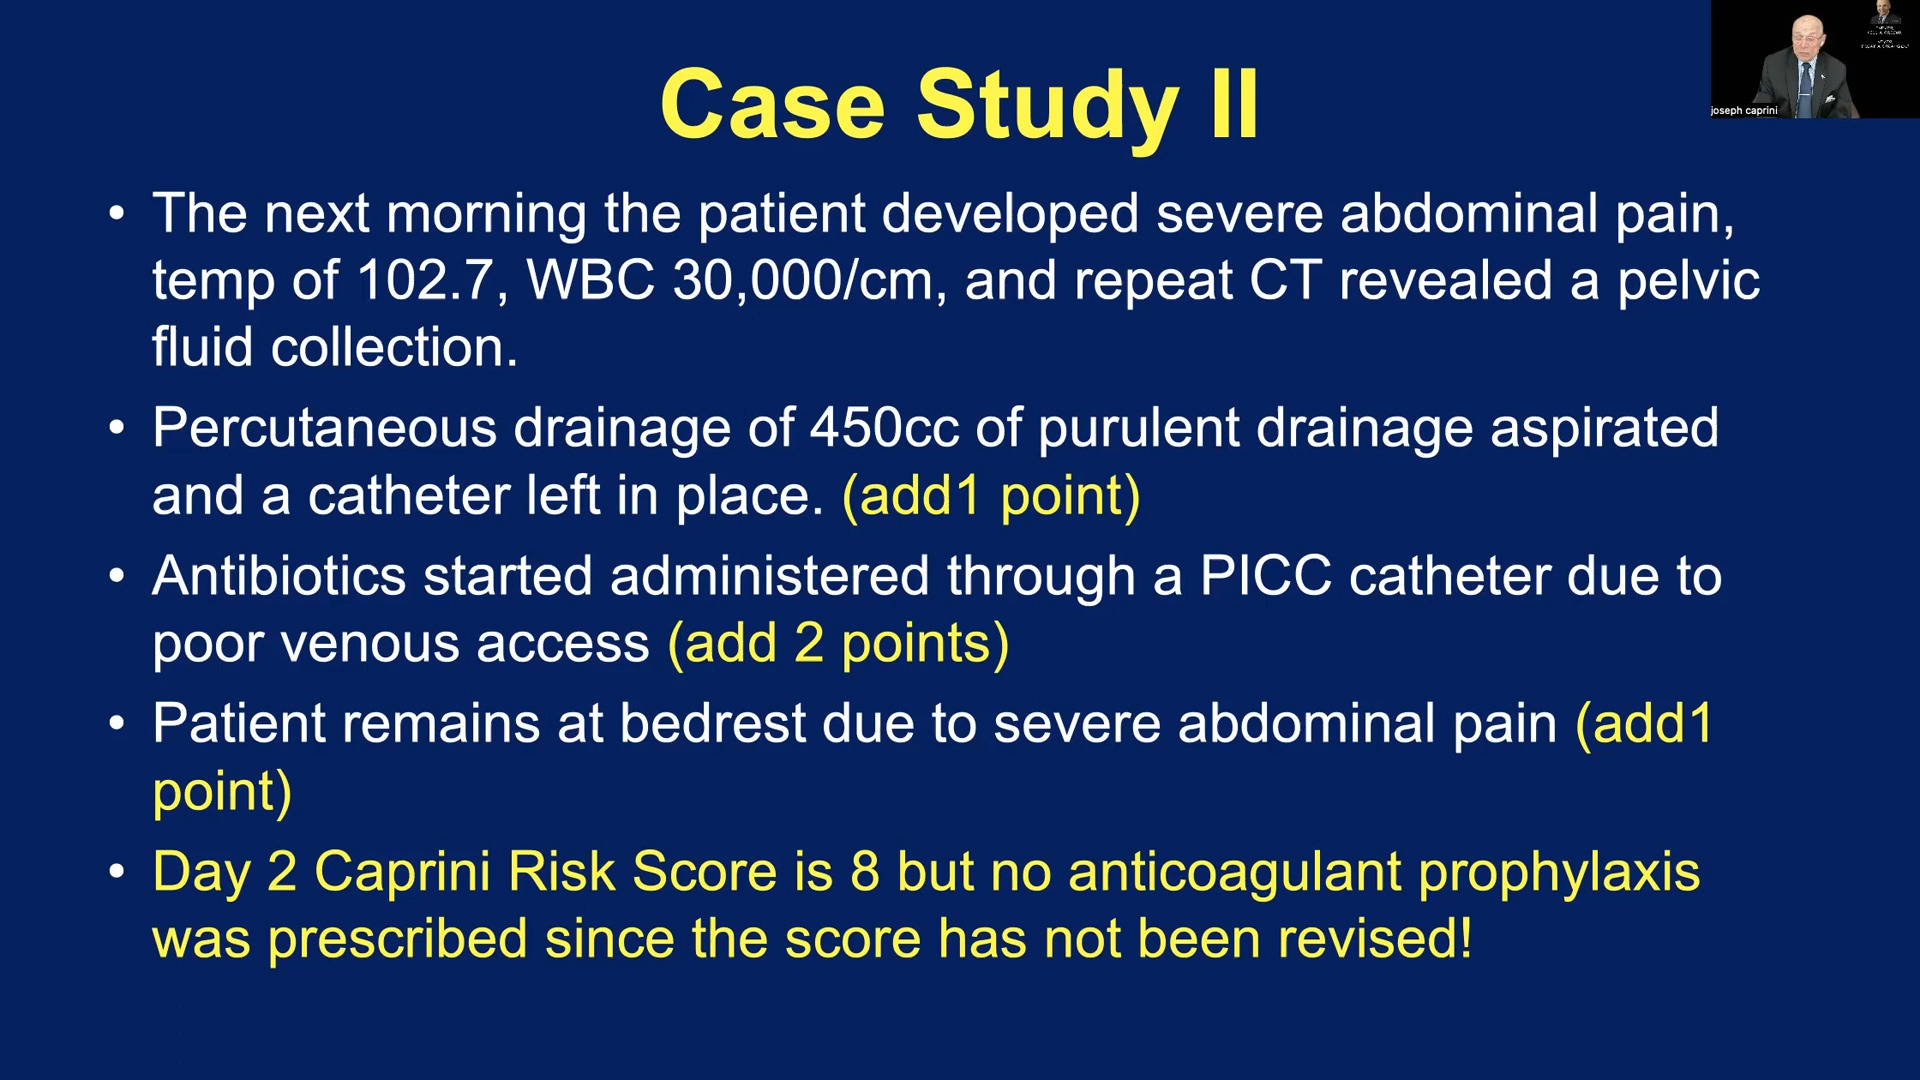 Case Study II
joseph caprini
• The next morning the patient developed severe abdominal pain,
temp of 102.7, WBC 30,000/cm, and repeat CT revealed a pelvic
fluid collection.
• Percutaneous drainage of 450cc of purulent drainage aspirated
and a catheter left in place. (add1 point)
• Antibiotics started administered through a PICC catheter due to
poor venous access (add 2 points)
• Patient remains at bedrest due to severe abdominal pain (add1
point)
• Day 2 Caprini Risk Score is 8 but no anticoagulant prophylaxis
was prescribed since the score has not been revised!